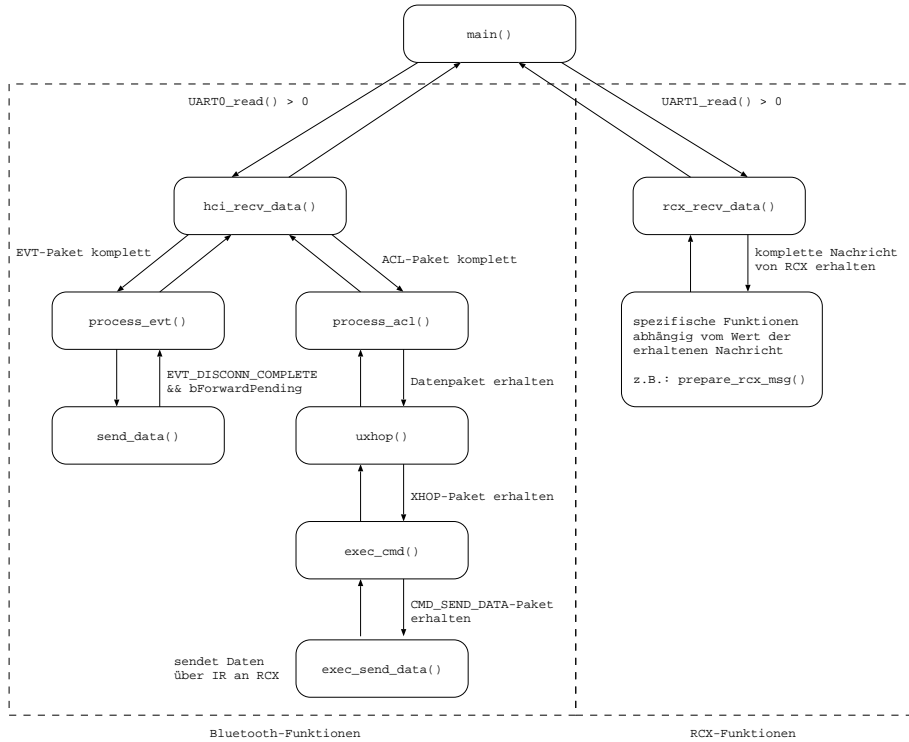 main()
UART0_read() > 0
UART1_read() > 0
hci_recv_data()
rcx_recv_data()
EVT-Paket komplett
ACL-Paket komplett
komplette Nachricht
von RCX erhalten
process_evt()
process_acl()
spezifische Funktionen
abhängig vom Wert der
erhaltenen Nachricht
z.B.: prepare_rcx_msg()
EVT_DISCONN_COMPLETE
&& bForwardPending
Datenpaket erhalten
send_data()
uxhop()
XHOP-Paket erhalten
exec_cmd()
CMD_SEND_DATA-Paket
erhalten
sendet Daten
über IR an RCX
exec_send_data()
Bluetooth-Funktionen
RCX-Funktionen